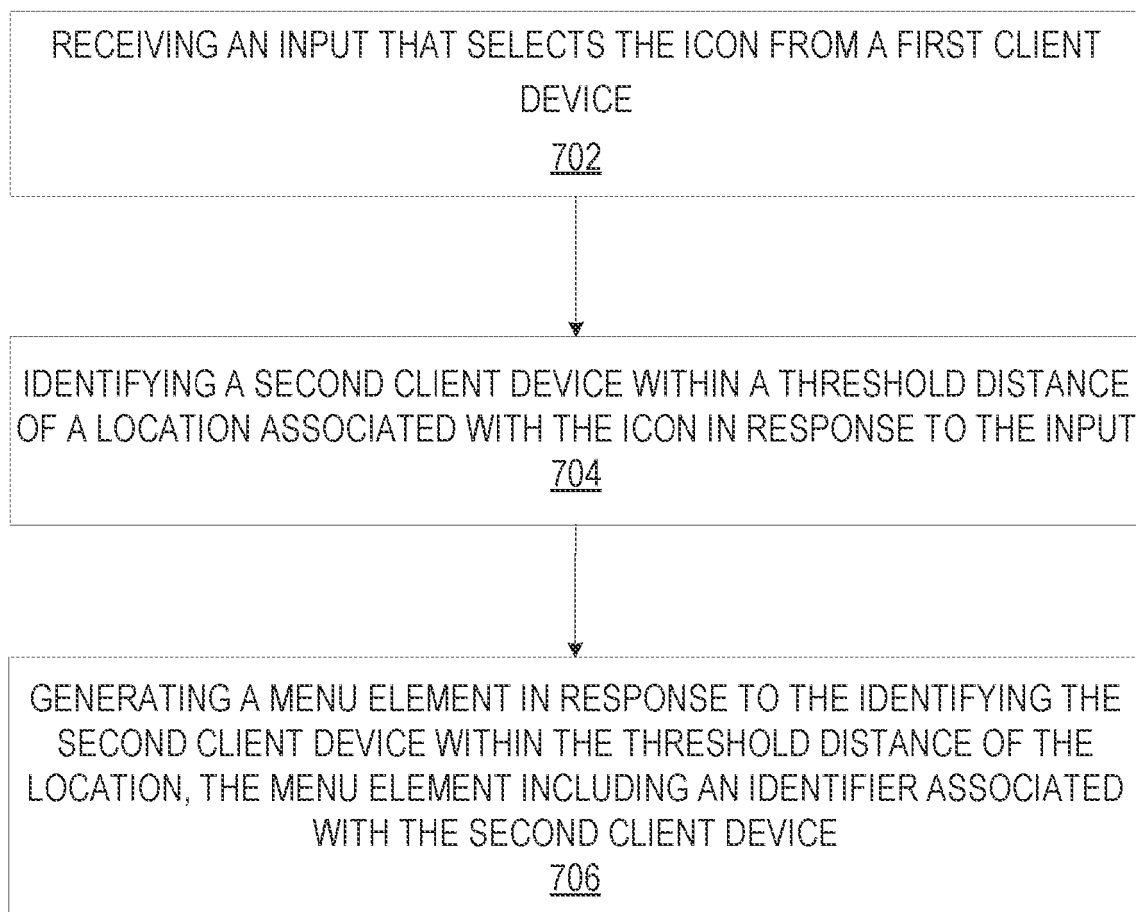 RECEIVING AN INPUT THAT SELECTS THE ICON FROM A FIRST CLIENT
DEVICE
702
IDENTIFYING A SECOND CLIENT DEVICE WITHIN A THRESHOLD DISTANCE
OF A LOCATION ASSOCIATED WITH THE ICON IN RESPONSE TO THE INPUT
704
GENERATING A MENU ELEMENT IN RESPONSE TO THE IDENTIFYING THE
SECOND CLIENT DEVICE WITHIN THE THRESHOLD DISTANCE OF THE
LOCATION, THE MENU ELEMENT INCLUDING AN IDENTIFIER ASSOCIATED
WITH THE SECOND CLIENT DEVICE
706